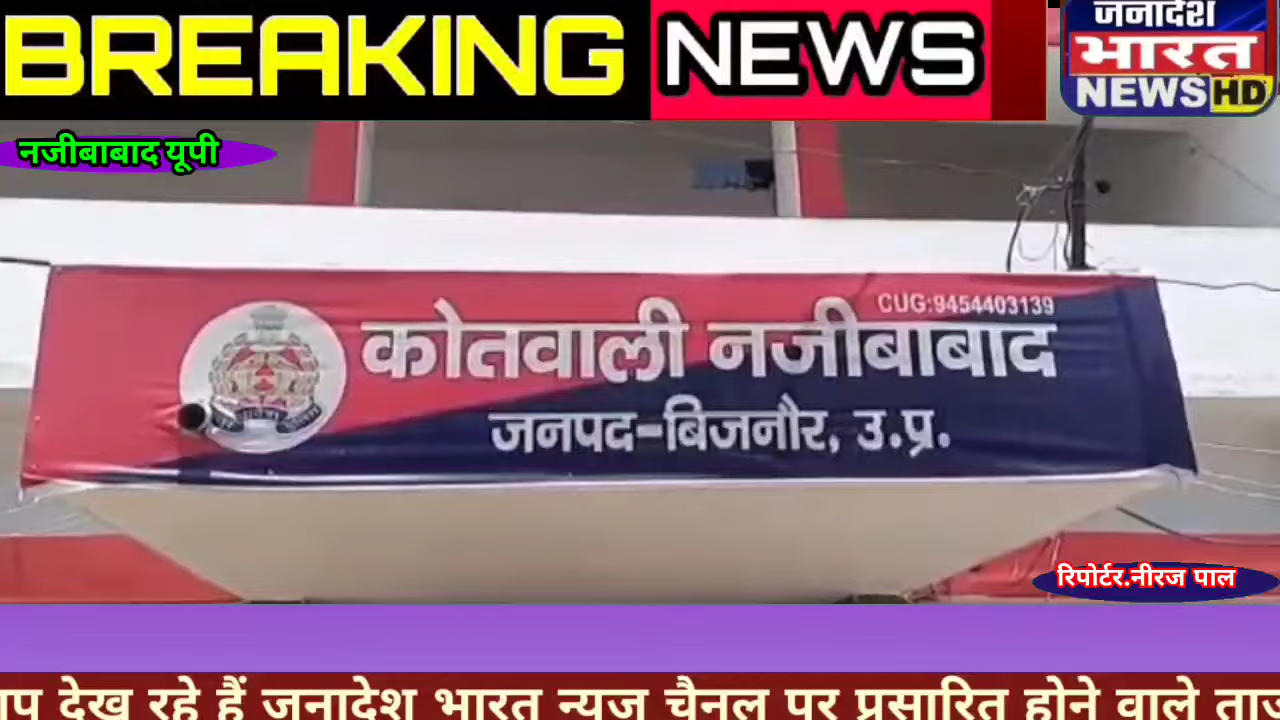 BREAKING NEWS
जनादेश
भारत
NEWS HD
नजीबाबाद यूपी
CUG:9454403139
कोतवाली नजीबाबाद
जनपद-बिजनौर, उ.प्र.
रिपोर्टर.नीरज पाल
देख रहे हैं जनादेश भारत न्यूज चैनल पर प्रसारित होने वाले